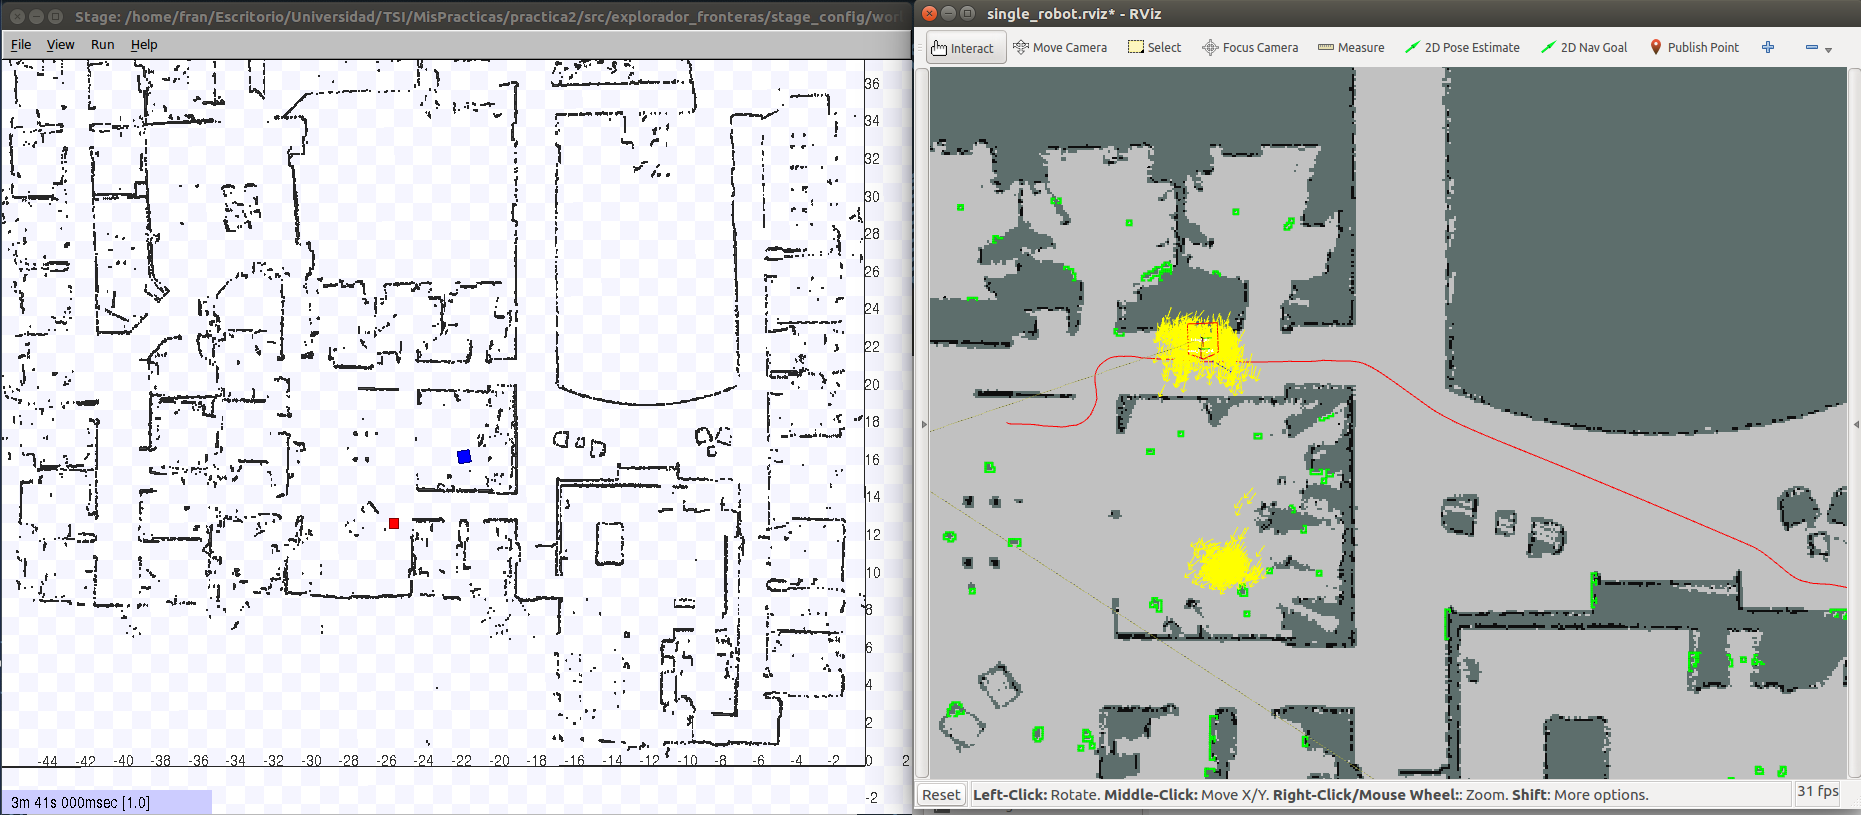 Stage: /home/fran/Escritorio/Universidad/TSI/MisPracticas/practica2/src/explorador_fronteras/stage_config/wor
File View Run Help
36
34
32
30
28
26
24
22
20
18
16
14
12
10
8
6
4
2
0
-2
-44 -42 -40 -38 -36 -34 -32 -30 -28 -26 -24 -22 -20 -18 -16 -14 -12 -10 -8 -6 -4 -2 0 2
3m 41s 000msec [1.0]
single_robot.rviz* - RViz
Interact Move Camera Select Focus Camera Measure 2D Pose Estimate 2D Nav Goal Publish Point
Reset Left-Click: Rotate. Middle-Click: Move X/Y. Right-Click/Mouse Wheel:: Zoom. Shift: More options. 31 fps